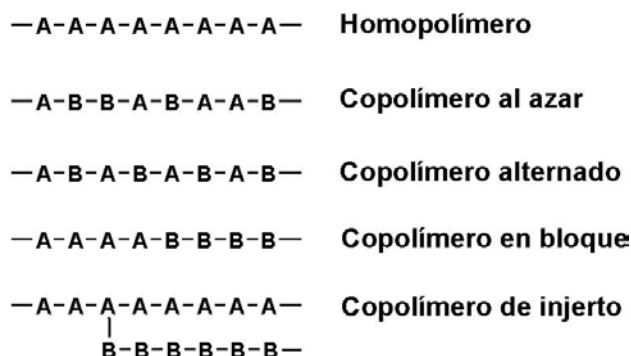 —A-A-A-A-A-A-A-A— Homopolímero
—A-B-B-A-B-A-A-B— Copolímero al azar
—A-B-A-B-A-B-A-B— Copolímero alternado
—A-A-A-A-B-B-B-B— Copolímero en bloque
—A-A-A-A-A-A-A-A— Copolímero de injerto
B-B-B-B-B-B—